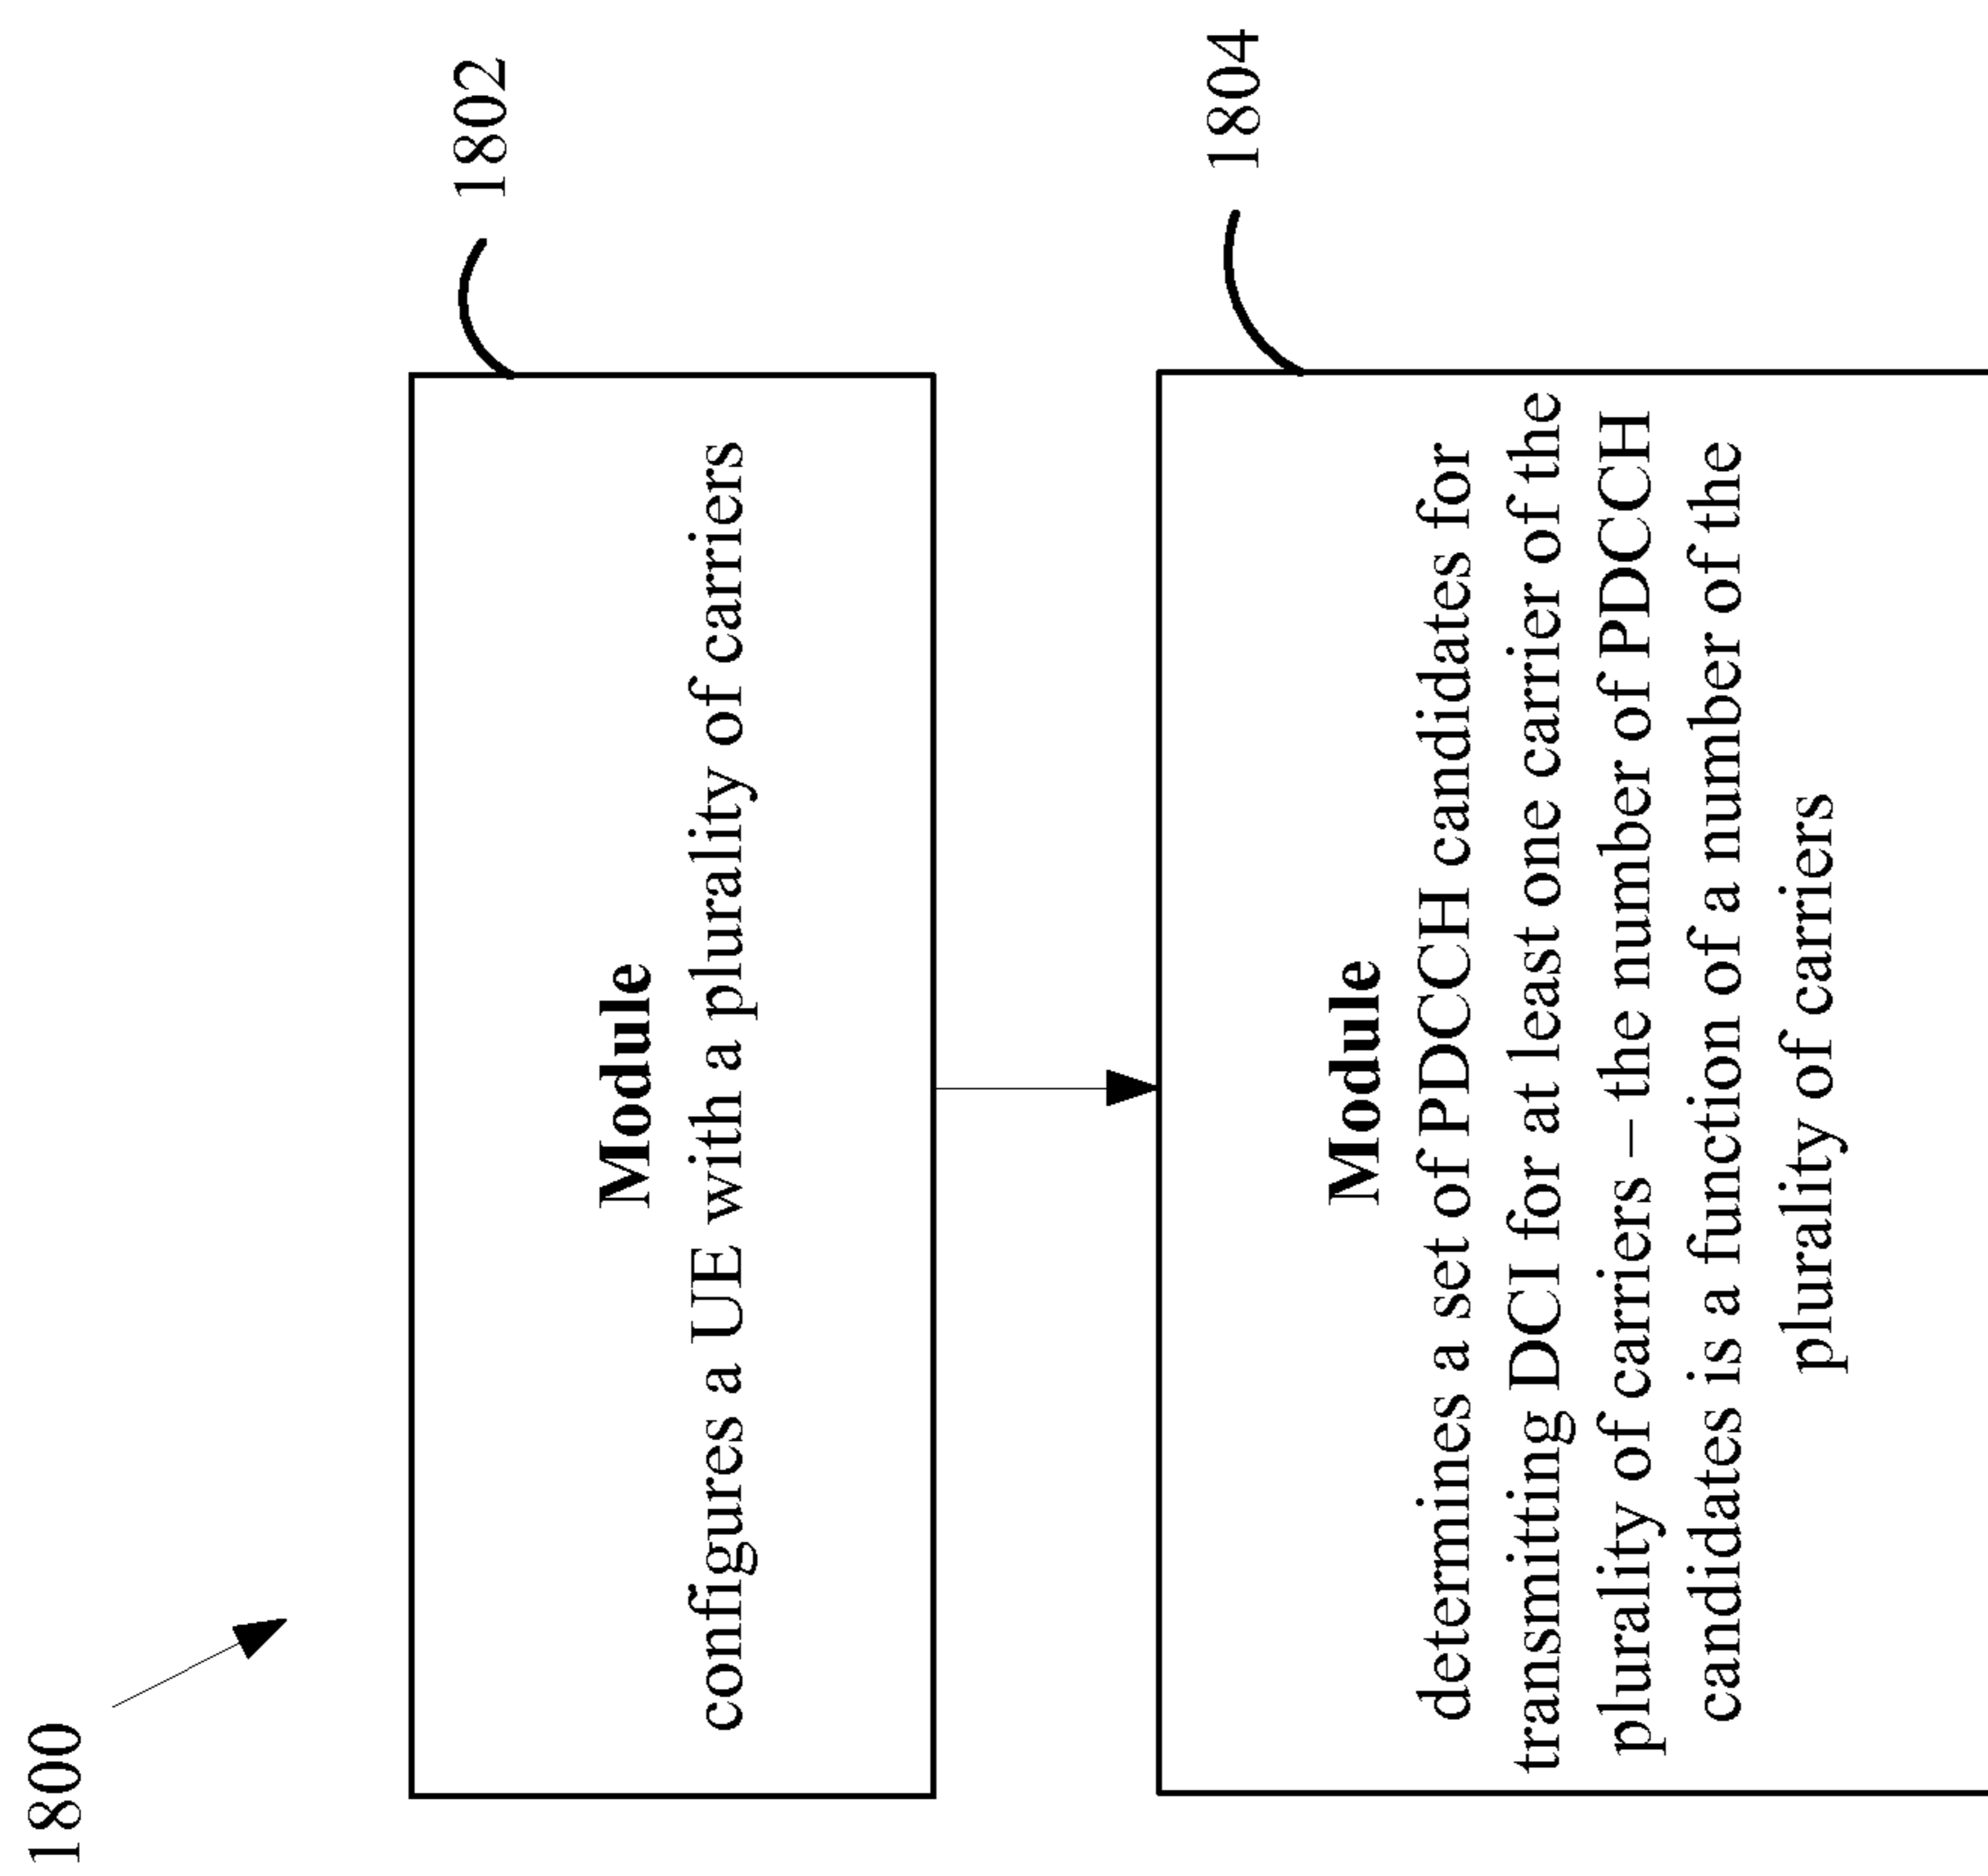 1800
1802
Module
configures a UE with a plurality of carriers
1804
Module
determines a set of PDCCH candidates for
transmitting DCI for at least one carrier of the
plurality of carriers – the number of PDCCH
candidates is a function of a number of the
plurality of carriers